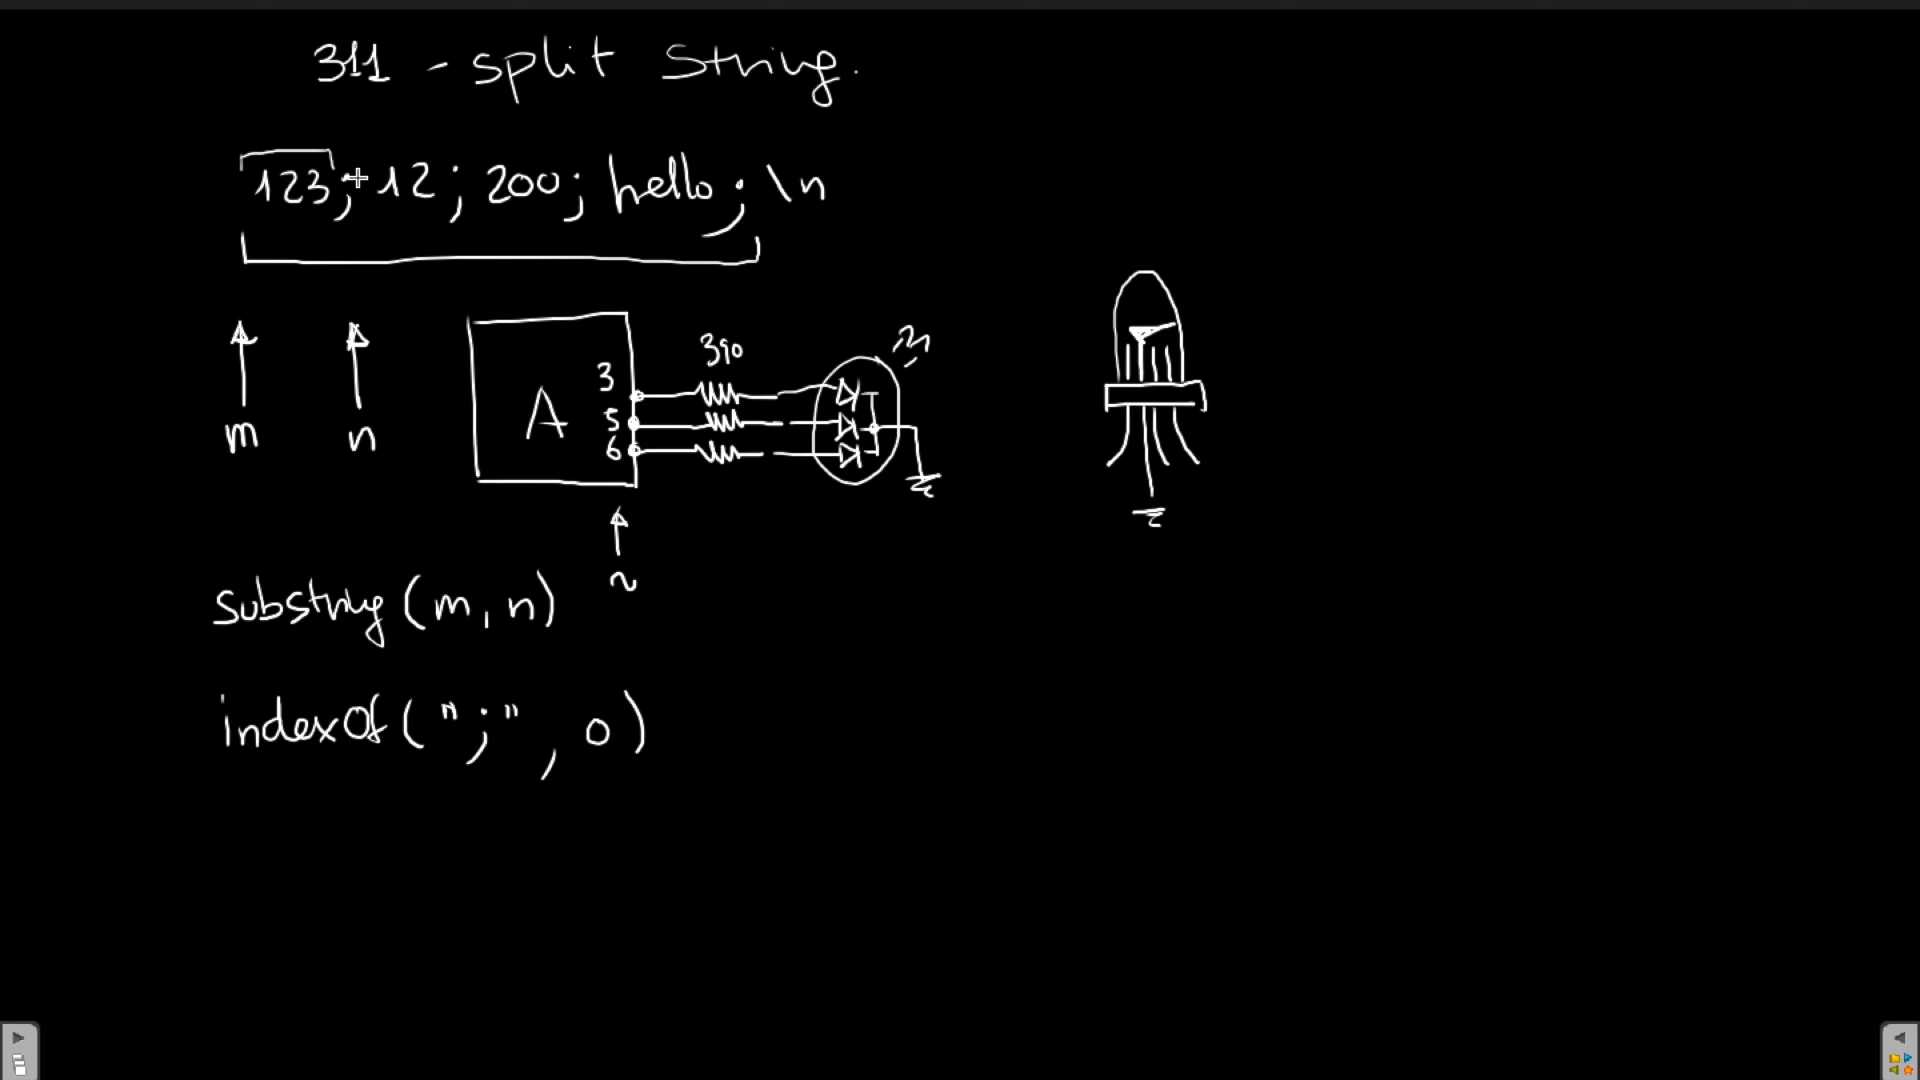 311 - split String.
123; 12; 200; hello; \n
390
3
A
5
6
m n
~
substring (m, n)
indexOf (";", 0)